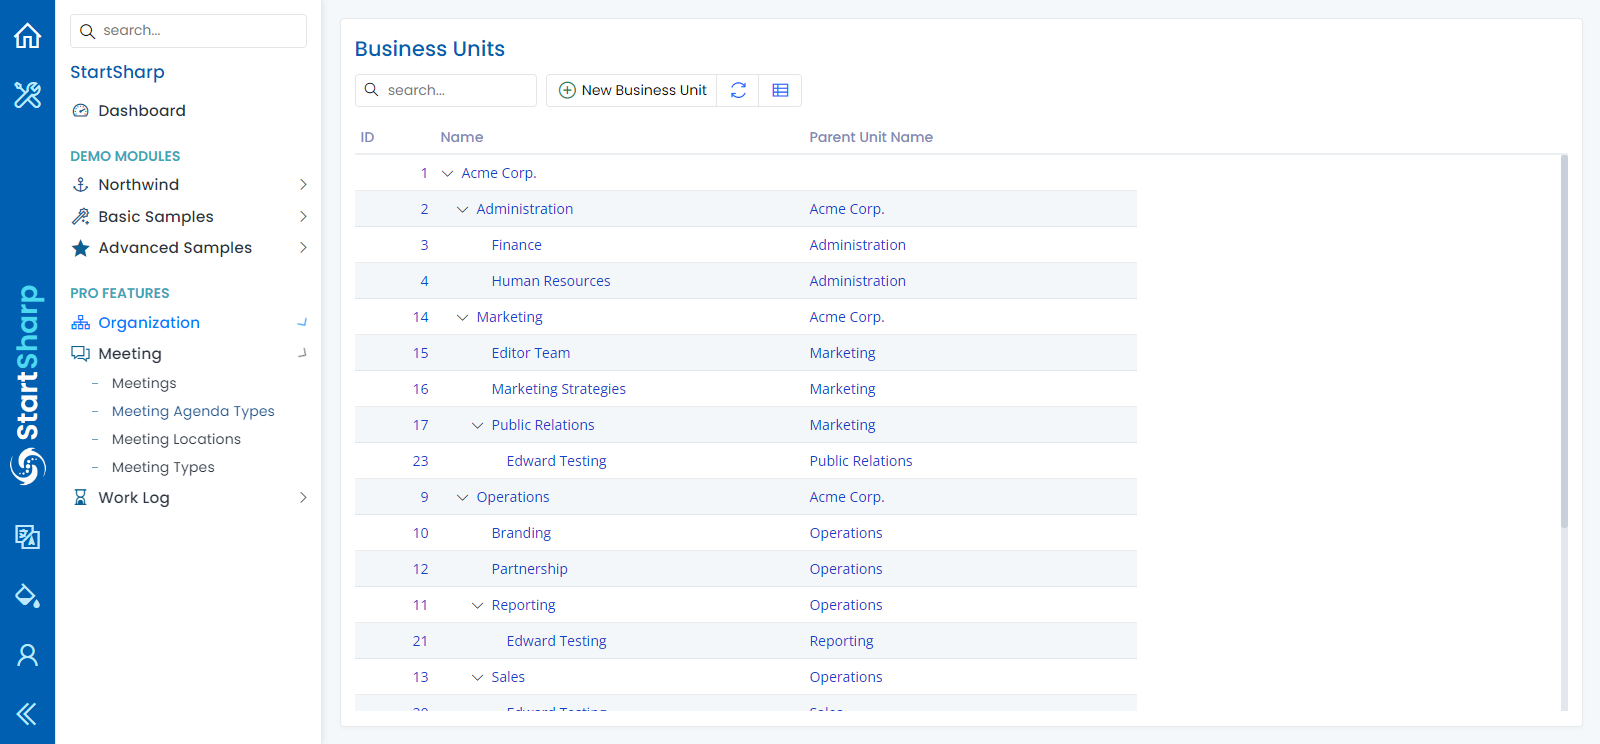 StartSharp
search...
StartSharp
Dashboard
DEMO MODULES
Northwind
Basic Samples
Advanced Samples
PRO FEATURES
Organization
Meeting
Meetings
Meeting Agenda Types
Meeting Locations
Meeting Types
Work Log
Business Units
search...
New Business Unit
ID Name Parent Unit Name
1 Acme Corp.
2 Administration Acme Corp.
3 Finance Administration
4 Human Resources Administration
14 Marketing Acme Corp.
15 Editor Team Marketing
16 Marketing Strategies Marketing
17 Public Relations Marketing
23 Edward Testing Public Relations
9 Operations Acme Corp.
10 Branding Operations
12 Partnership Operations
11 Reporting Operations
21 Edward Testing Reporting
13 Sales Operations
Edward Testing Sales